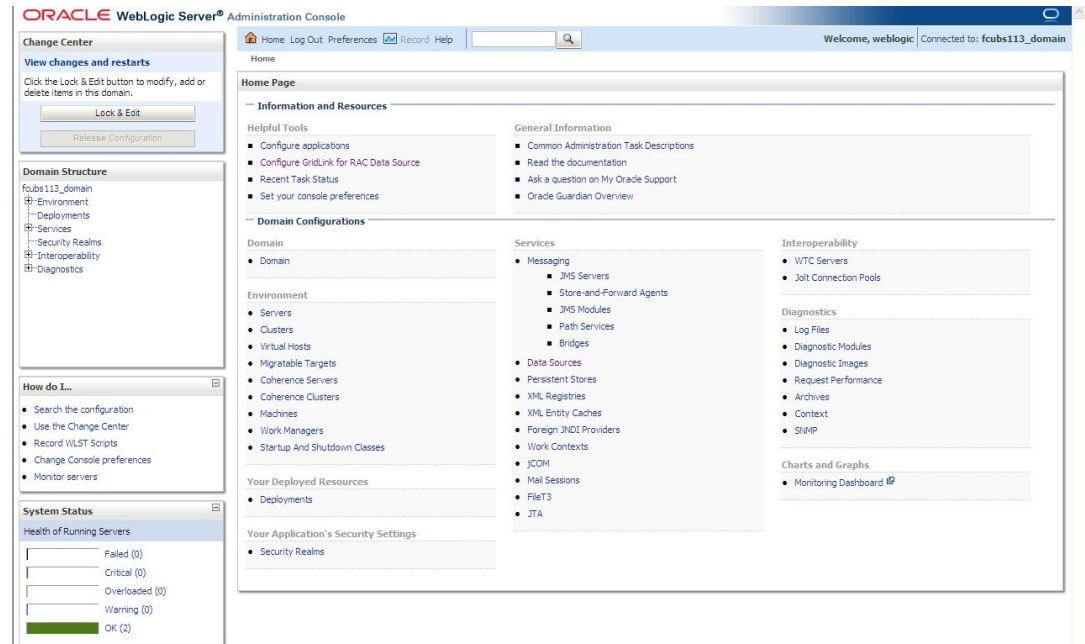 ORACLE WebLogic Server® Administration Console
Change Center
View changes and restarts
Click the Lock & Edit button to modify, add or
delete items in this domain.
Lock & Edit
Release Configuration
Domain Structure
fcubs113_domain
Environment
Deployments
Services
Security Realms
Interoperability
Diagnostics
How do I...
Search the configuration
Use the Change Center
Record WLST Scripts
Change Console preferences
Monitor servers
System Status
Health of Running Servers
Failed (0)
Critical (0)
Overloaded (0)
Warning (0)
OK (2)
Home Log Out Preferences Record Help
Welcome, weblogic Connected to: fcubs113_domain
Home
Home Page
Information and Resources
Helpful Tools
Configure applications
Configure GridLink for RAC Data Source
Recent Task Status
Set your console preferences
General Information
Common Administration Task Descriptions
Read the documentation
Ask a question on My Oracle Support
Oracle Guardian Overview
Domain Configurations
Domain
Domain
Environment
Servers
Clusters
Virtual Hosts
Migratable Targets
Coherence Servers
Coherence Clusters
Machines
Work Managers
Startup And Shutdown Classes
Your Deployed Resources
Deployments
Your Application's Security Settings
Security Realms
Services
Messaging
JMS Servers
Store-and-Forward Agents
JMS Modules
Path Services
Bridges
Data Sources
Persistent Stores
XML Registries
XML Entity Caches
Foreign JNDI Providers
Work Contexts
jCOM
Mail Sessions
FileT3
JTA
Interoperability
WTC Servers
Jolt Connection Pools
Diagnostics
Log Files
Diagnostic Modules
Diagnostic Images
Request Performance
Archives
Context
SNMP
Charts and Graphs
Monitoring Dashboard